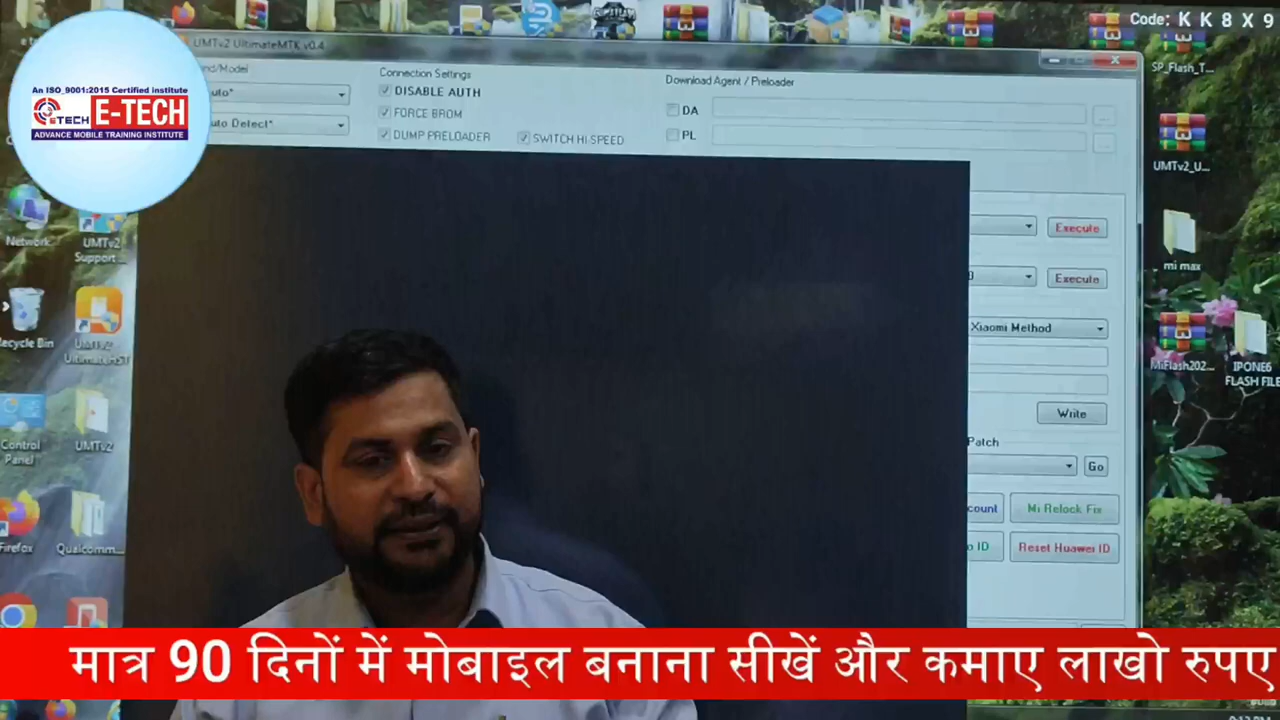 Code: K K 8 X 9
UMTv2 UltimateMTK v0.4
An ISO_9001:2015 Certified institute
ETECH E-TECH
ADVANCE MOBILE TRAINING INSTITUTE
Connection Settings
DISABLE AUTH
FORCE BROM
DUMP PRELOADER
SWITCH HI-SPEED
Download Agent / Preloader
DA
PL
Execute
Execute
Xiaomi Method
Write
Patch
Go
Mi Relock Fix
Reset Huawei ID
SP_Flash_T...
UMTv2_U...
mi max
MiFlash202...
IPONE6
FLASH FILE
Network
UMTv2
Support...
UMTv2
UltimateHST
Control
Panel
UMTv2
Firefox
Qualcomm...
मात्र 90 दिनों में मोबाइल बनाना सीखें और कमाए लाखो रुपए